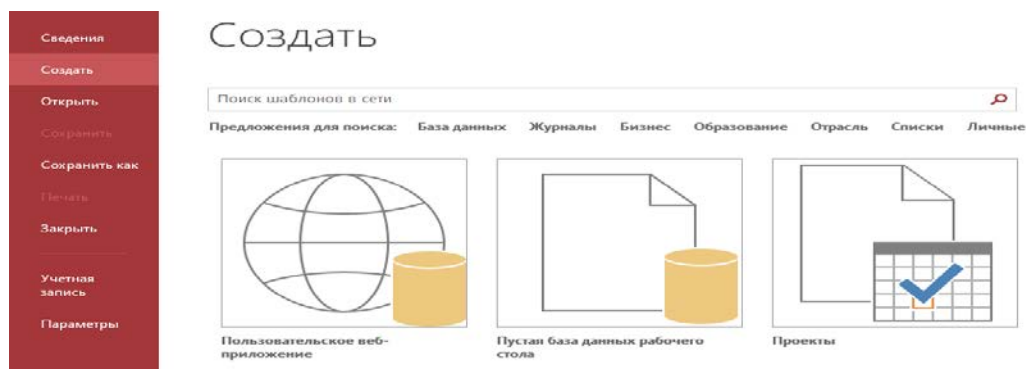 Сведения
Создать
Открыть
Сохранить
Сохранить как
Печать
Закрыть
Учетная
запись
Параметры
Создать
Поиск шаблонов в сети
Предложения для поиска: База данных Журналы Бизнес Образование Отрасль Списки Личные
Пользовательское веб-
приложение
Пустая база данных рабочего
стола
Проекты